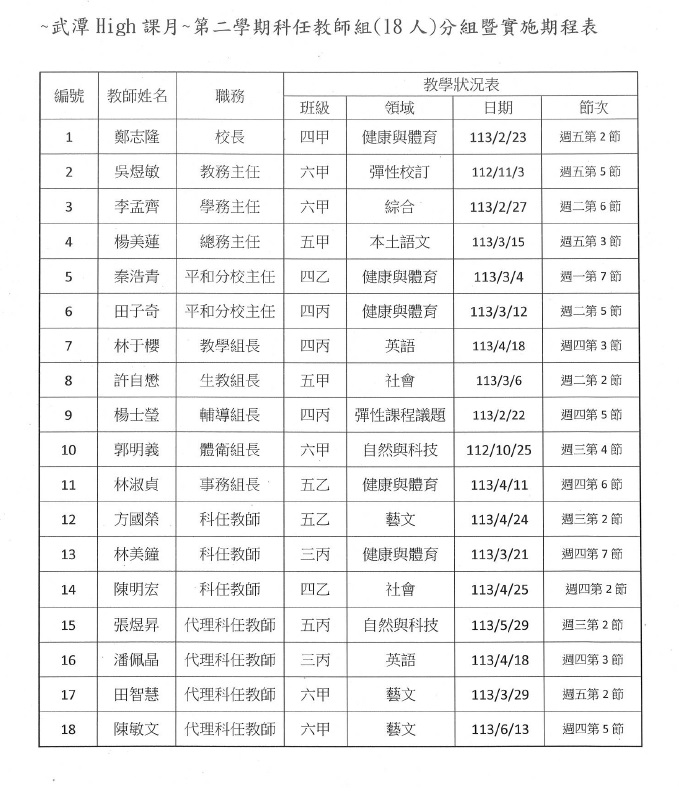 ~武潭 High 課月~第二學期科任教師組(18 人)分組暨實施期程表
編號 教師姓名 職務 教學狀況表
班級 領域 日期 節次
1 鄭志隆 校長 四甲 健康與體育 113/2/23 週五第 2 節
2 吳煜敏 教務主任 六甲 彈性校訂 112/11/3 週五第 5 節
3 李孟齊 學務主任 六甲 綜合 113/2/27 週二第 6 節
4 楊美蓮 總務主任 五甲 本土語文 113/3/15 週五第 3 節
5 秦浩青 平和分校主任 四乙 健康與體育 113/3/4 週一第 7 節
6 田子奇 平和分校主任 四丙 健康與體育 113/3/12 週二第 5 節
7 林于櫻 教學組長 四丙 英語 113/4/18 週四第 3 節
8 許自懋 生教組長 五甲 社會 113/3/6 週二第 2 節
9 楊士瑩 輔導組長 四丙 彈性課程議題 113/2/22 週四第 5 節
10 郭明義 體衛組長 六甲 自然與科技 112/10/25 週三第 4 節
11 林淑貞 事務組長 五乙 健康與體育 113/4/11 週四第 6 節
12 方國榮 科任教師 五乙 藝文 113/4/24 週三第 2 節
13 林美鐘 科任教師 三丙 健康與體育 113/3/21 週四第 7 節
14 陳明宏 科任教師 四乙 社會 113/4/25 週四第 2 節
15 張煜昇 代理科任教師 五丙 自然與科技 113/5/29 週三第 2 節
16 潘佩晶 代理科任教師 三丙 英語 113/4/18 週四第 3 節
17 田智慧 代理科任教師 六甲 藝文 113/3/29 週五第 2 節
18 陳敏文 代理科任教師 六甲 藝文 113/6/13 週四第 5 節